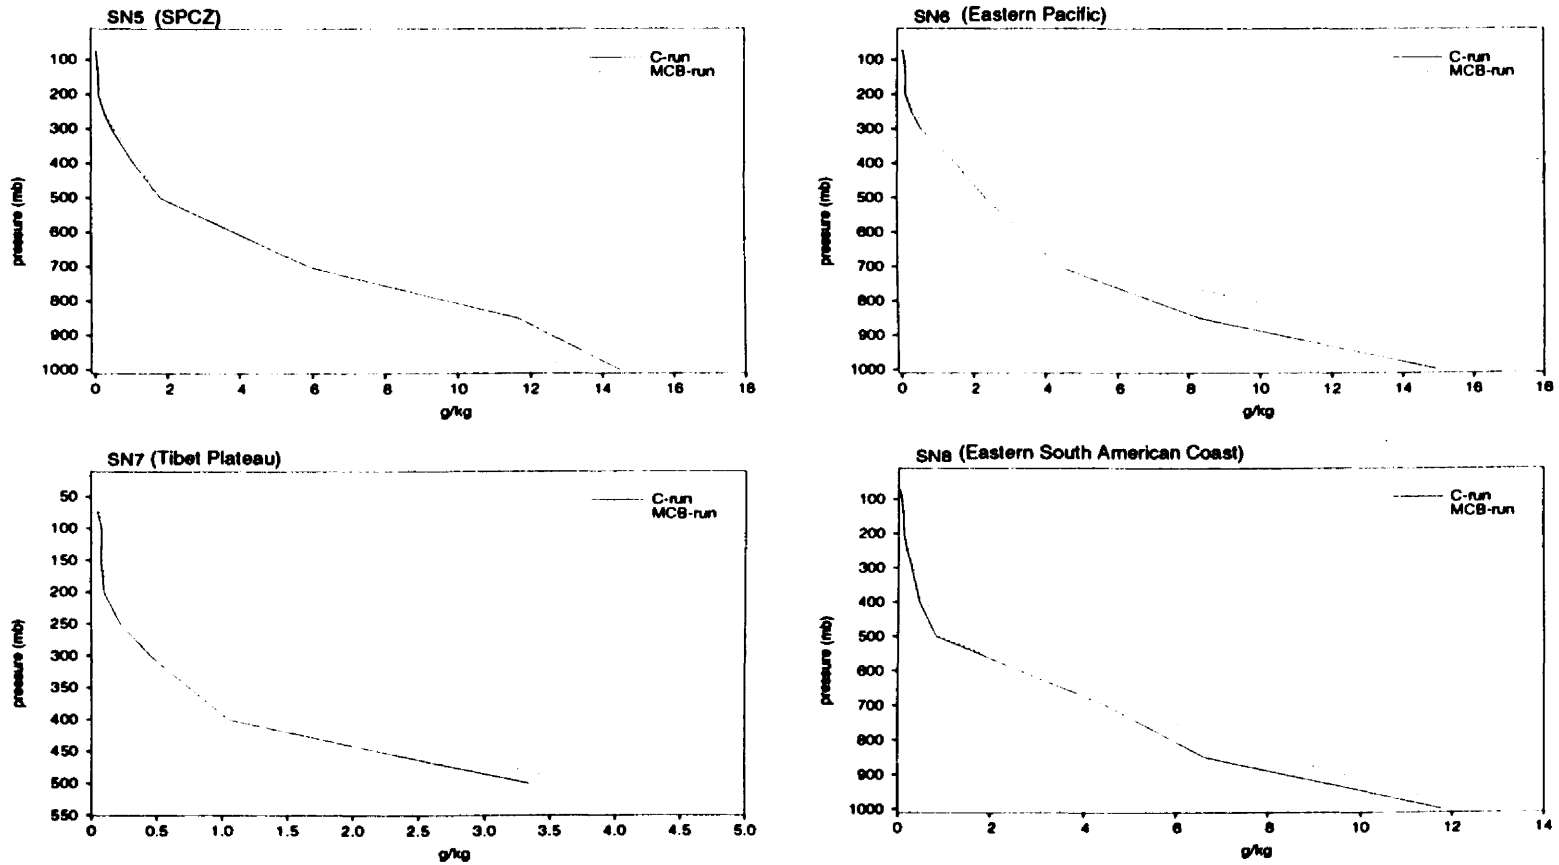 SN5 (SPCZ)
C-run
MCB-run
100
200
300
400
500
600
700
800
900
1000
pressure (mb)
0 2 4 6 8 10 12 14 16 18
g/kg
SN6 (Eastern Pacific)
C-run
MCB-run
100
200
300
400
500
600
700
800
900
1000
pressure (mb)
0 2 4 6 8 10 12 14 16 18
g/kg
SN7 (Tibet Plateau)
C-run
MCB-run
50
100
150
200
250
300
350
400
450
500
550
pressure (mb)
0 0.5 1.0 1.5 2.0 2.5 3.0 3.5 4.0 4.5 5.0
g/kg
SN8 (Eastern South American Coast)
C-run
MCB-run
100
200
300
400
500
600
700
800
900
1000
pressure (mb)
0 2 4 6 8 10 12 14
g/kg